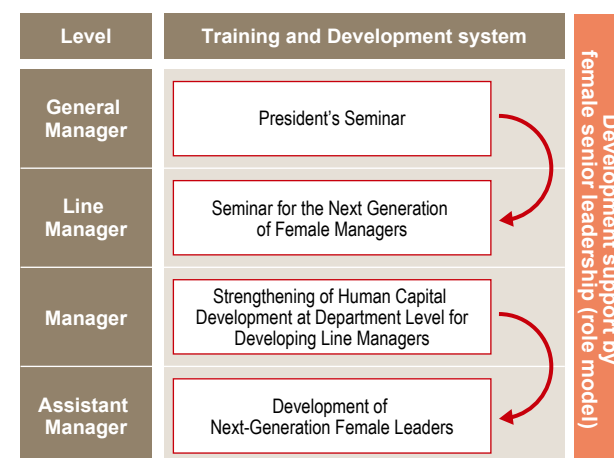 Level
Training and Development system
General
Manager
President's Seminar
Line
Manager
Seminar for the Next Generation
of Female Managers
Manager
Strengthening of Human Capital
Development at Department Level for
Developing Line Managers
Assistant
Manager
Development of
Next-Generation Female Leaders
Development support by
female senior leadership (role model)